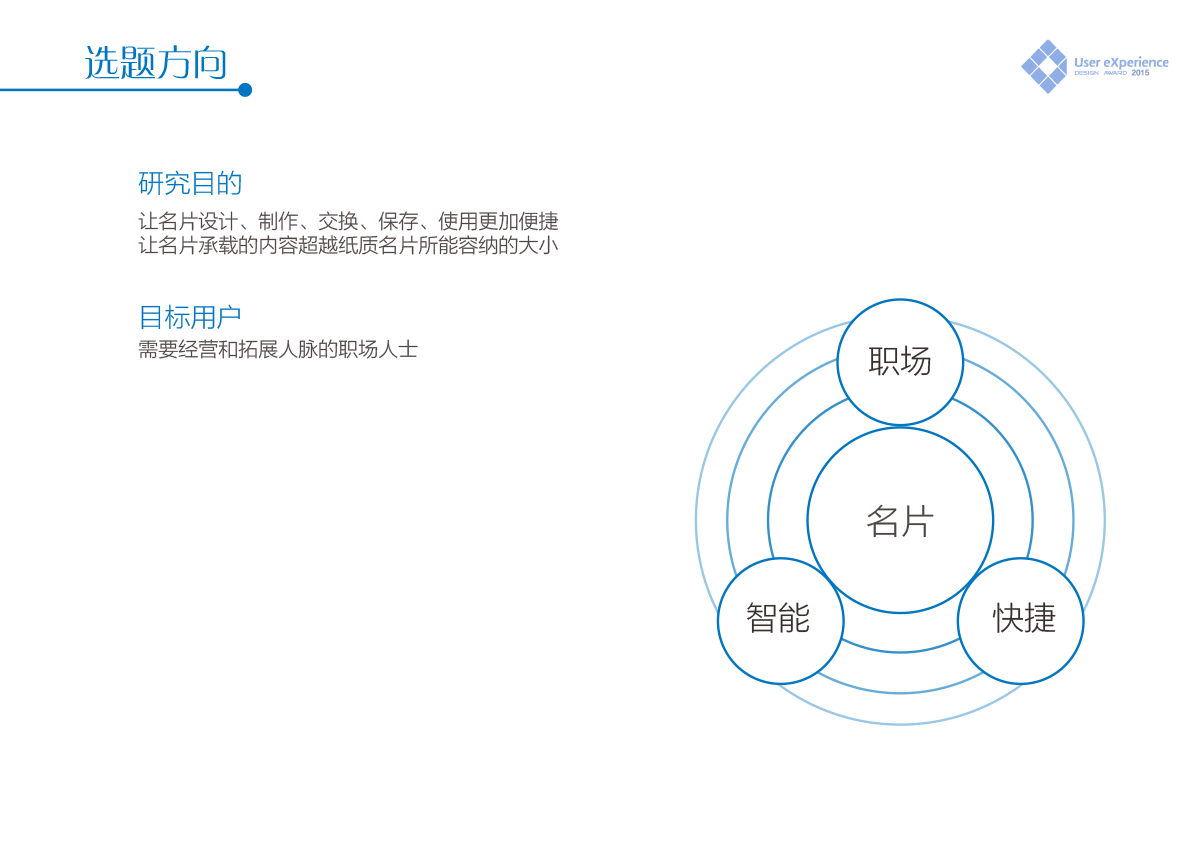 选题方向
User eXperience
DESIGN AWARD 2015
研究目的
让名片设计、制作、交换、保存、使用更加便捷
让名片承载的内容超越纸质名片所能容纳的大小
目标用户
需要经营和拓展人脉的职场人士
职场
名片
智能
快捷